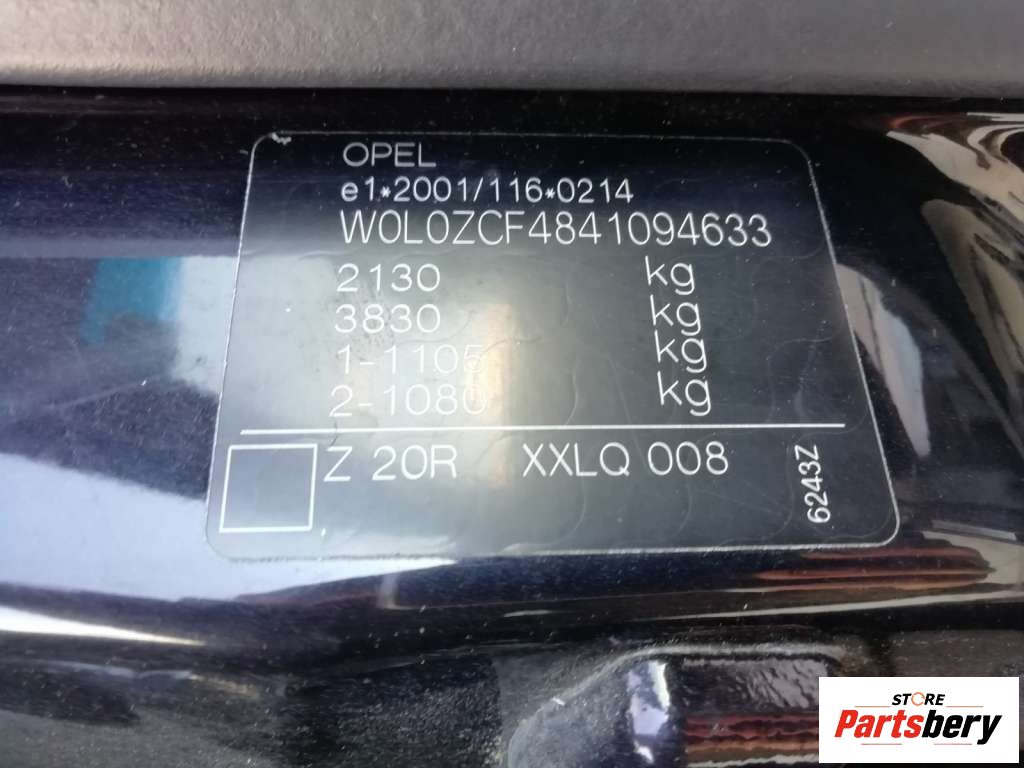 OPEL
e1*2001/116*0214
W0L0ZCF4841094633
2130 kg
3830 kg
1-1105 kg
2-1080 kg
Z 20R XXLQ 008
6243Z
STORE
Partsbery